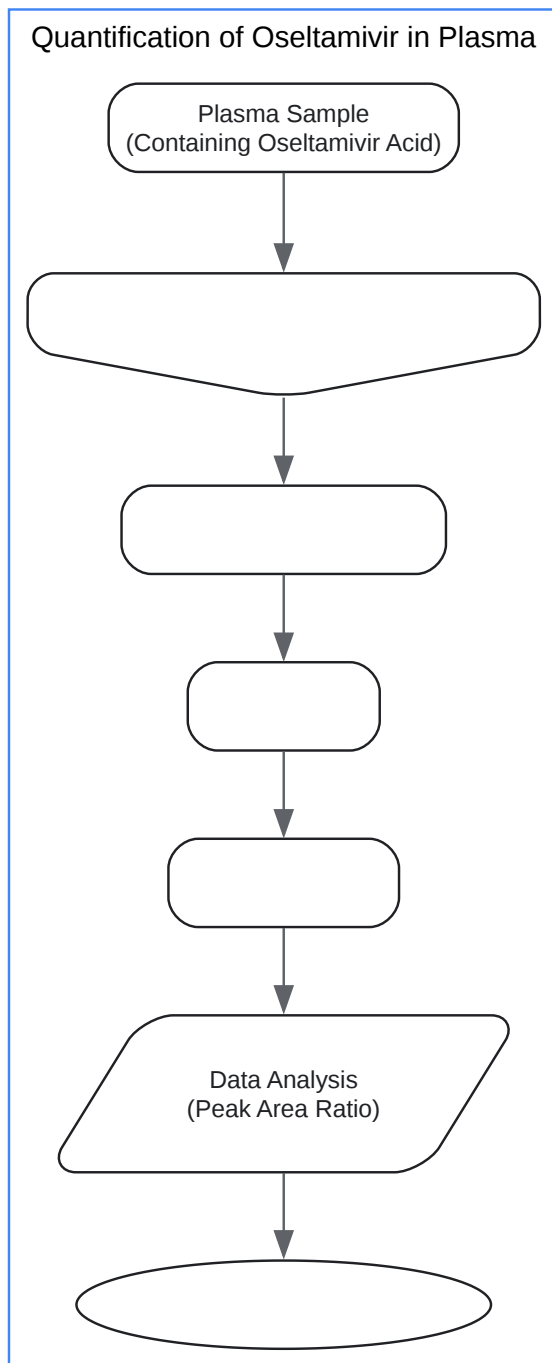 Quantification of Oseltamivir in Plasma
Plasma Sample
(Containing Oseltamivir Acid)
Data Analysis
(Peak Area Ratio)